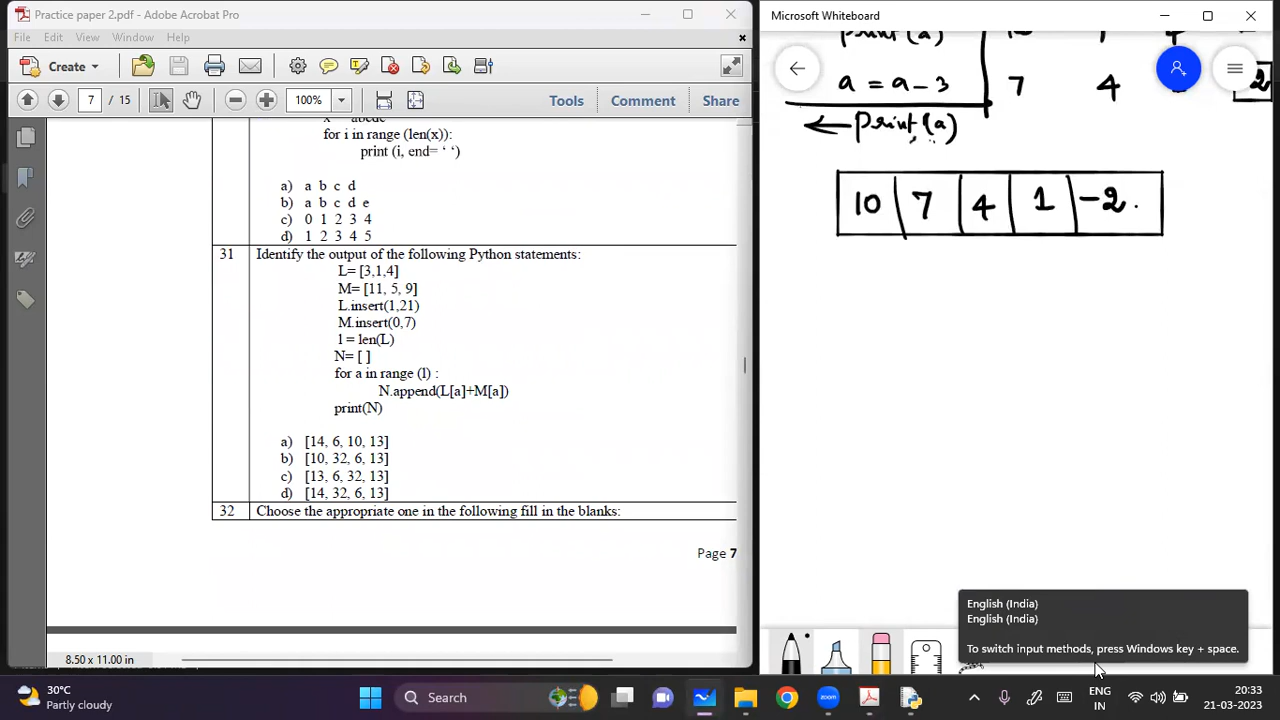 Practice paper 2.pdf - Adobe Acrobat Pro
File Edit View Window Help
Create
7 / 15 100% Tools Comment Share
for i in range (len(x)):
print (i, end= ‘ ‘)
a) a b c d
b) a b c d e
c) 0 1 2 3 4
d) 1 2 3 4 5
31 Identify the output of the following Python statements:
L= [3,1,4]
M= [11, 5, 9]
L.insert(1,21)
M.insert(0,7)
l = len(L)
N= [ ]
for a in range (l) :
N.append(L[a]+M[a])
print(N)
a) [14, 6, 10, 13]
b) [10, 32, 6, 13]
c) [13, 6, 32, 13]
d) [14, 32, 6, 13]
32 Choose the appropriate one in the following fill in the blanks:
Page 7
8.50 x 11.00 in
Microsoft Whiteboard
print(a)
a = a - 3 7 4
print(a)
10 7 4 1 -2.
English (India)
English (India)
To switch input methods, press Windows key + space.
30°C
Partly cloudy
Search
ENG
IN
20:33
21-03-2023